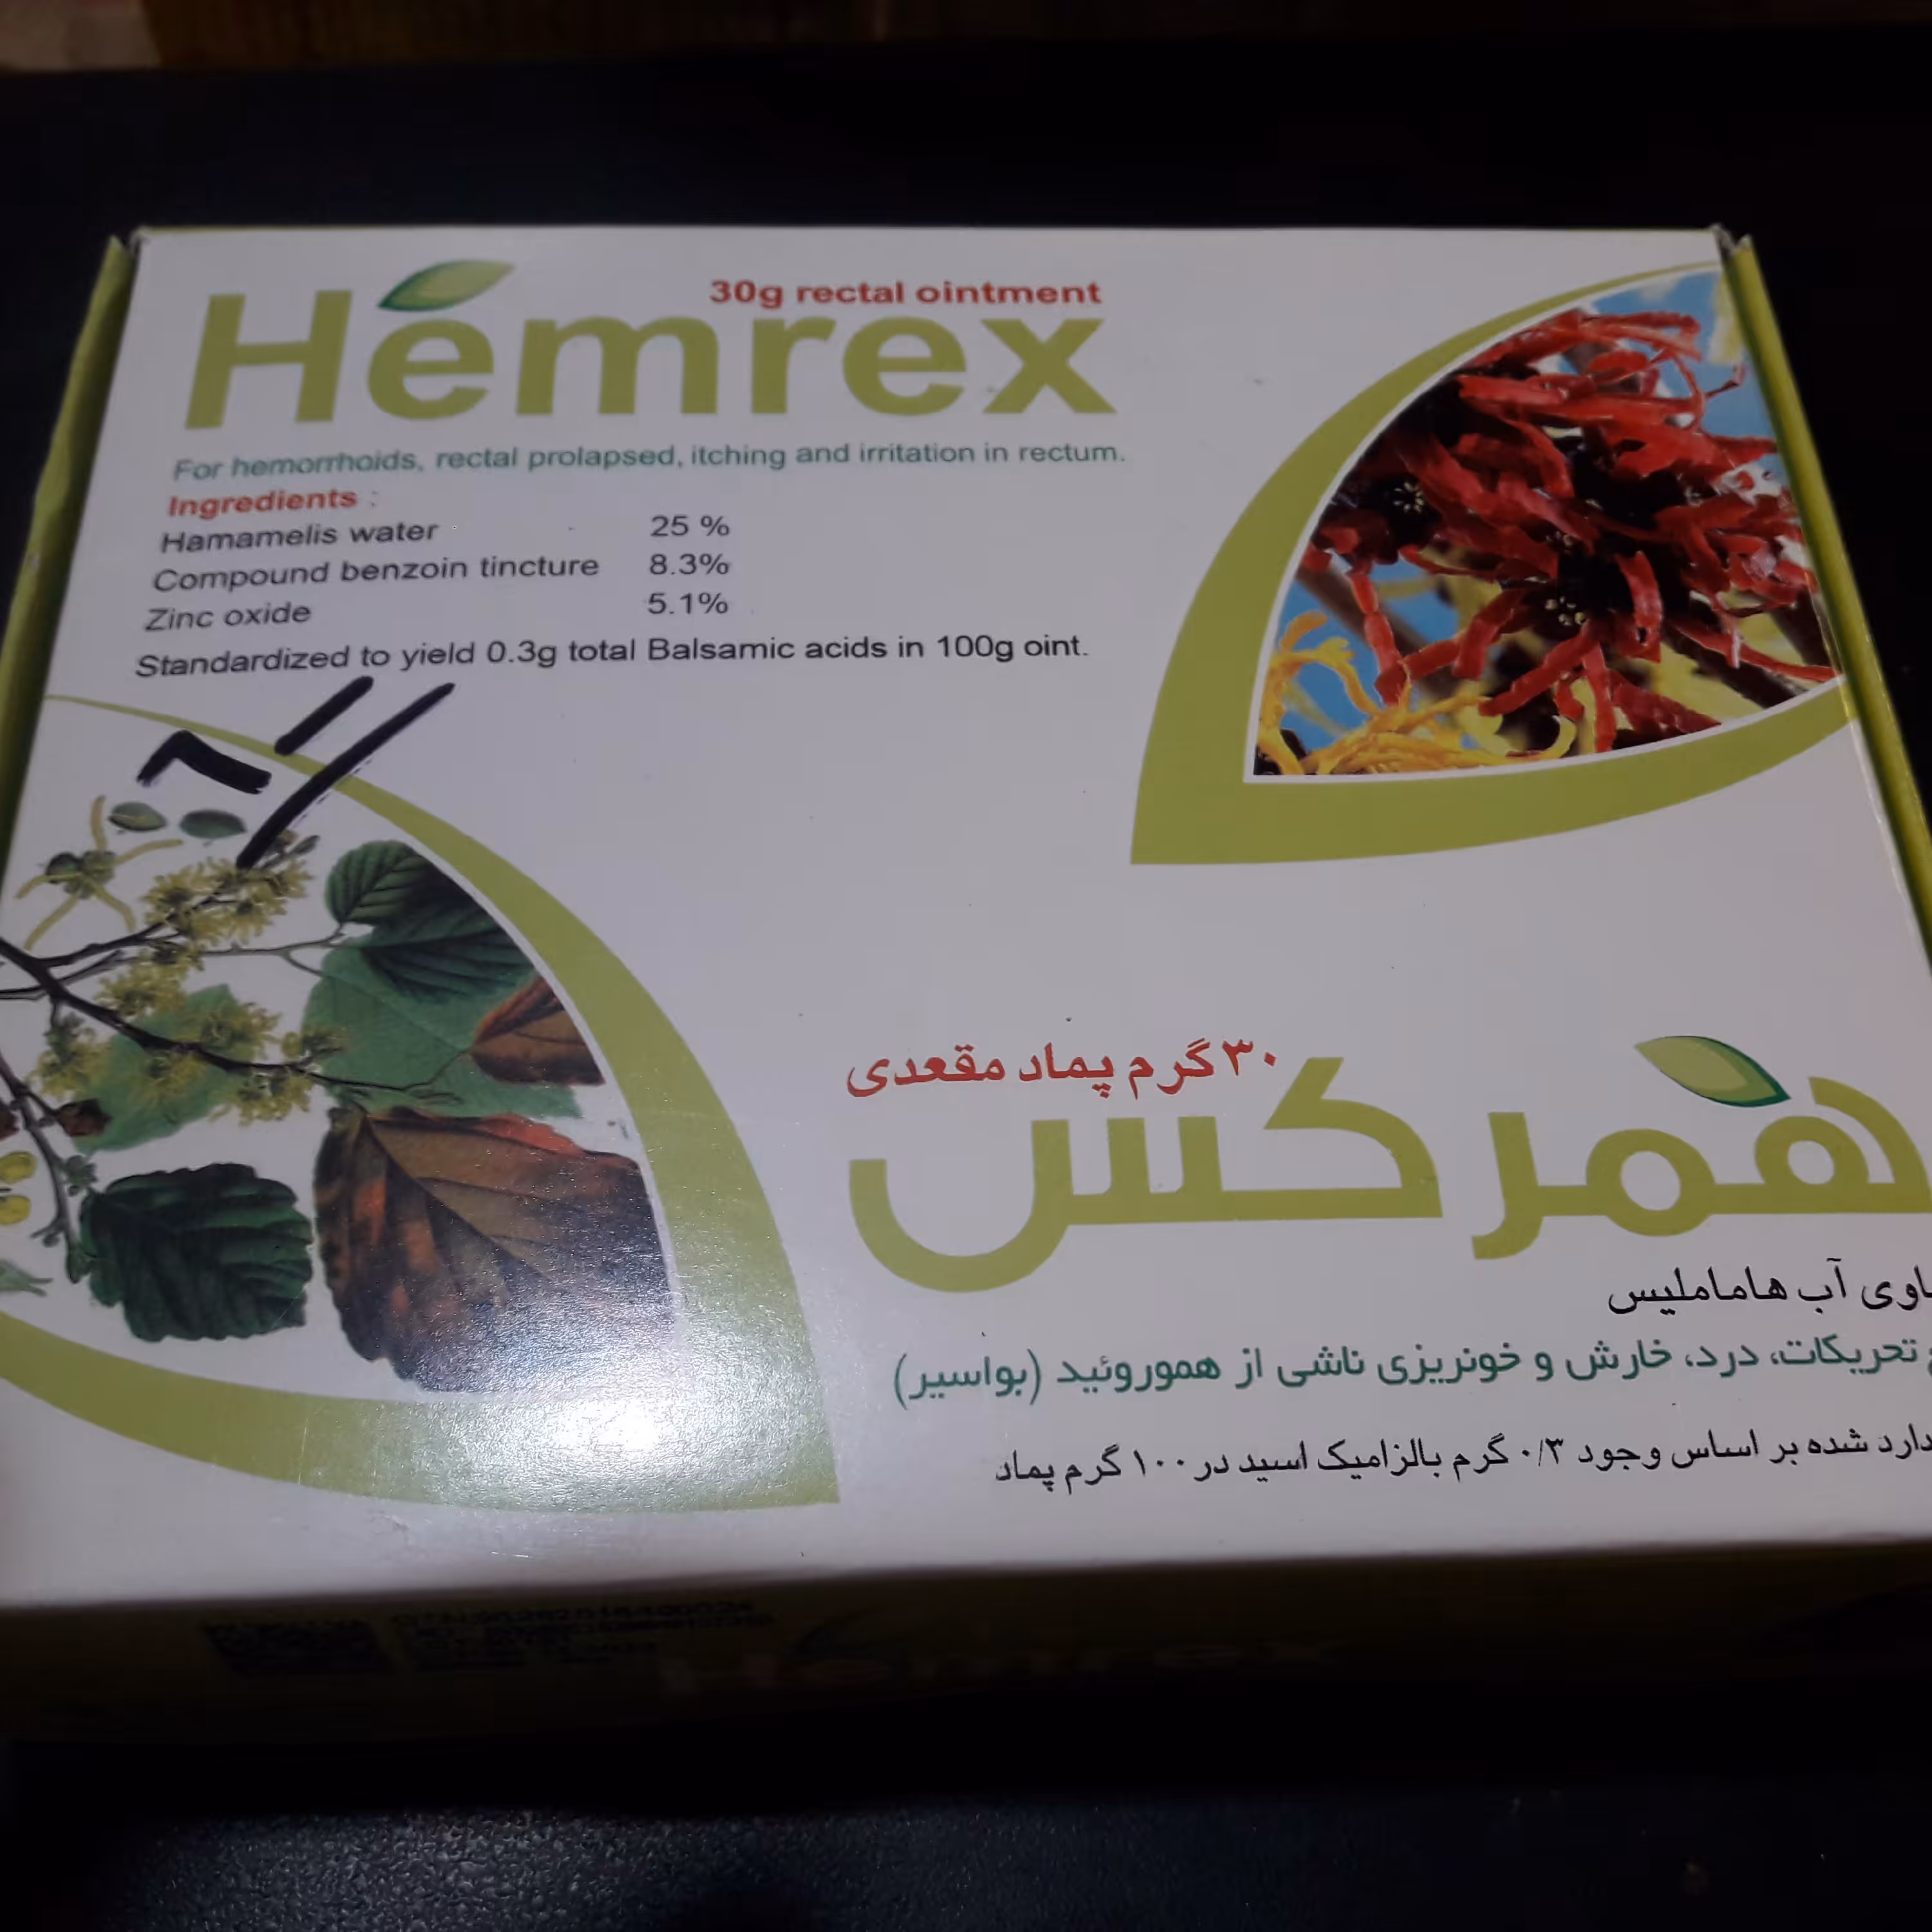 30g rectal ointment
Hemrex
For hemorrhoids, rectal prolapsed, itching and irritation in rectum.
Ingredients :
Hamamelis water 25 %
Compound benzoin tincture 8.3%
Zinc oxide 5.1%
Standardized to yield 0.3g total Balsamic acids in 100g oint.
۳۰ گرم پماد مقعدی
همرکس
آب هاماملیس
تحریکات، درد، خارش و خونریزی ناشی از هموروئید (بواسیر)
شده بر اساس وجود ۰/۳ گرم بالزامیک اسید در ۱۰۰ گرم پماد
Hemrex